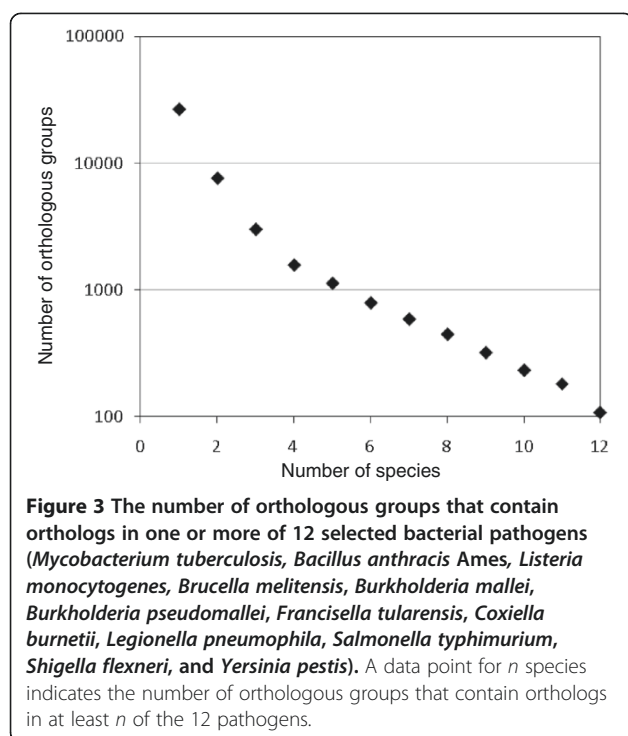 100000
10000
1000
100
Number of orthologous groups
0 2 4 6 8 10 12
Number of species
Figure 3 The number of orthologous groups that contain
orthologs in one or more of 12 selected bacterial pathogens
(Mycobacterium tuberculosis, Bacillus anthracis Ames, Listeria
monocytogenes, Brucella melitensis, Burkholderia mallei,
Burkholderia pseudomallei, Francisella tularensis, Coxiella
burnetii, Legionella pneumophila, Salmonella typhimurium,
Shigella flexneri, and Yersinia pestis). A data point for n species
indicates the number of orthologous groups that contain orthologs
in at least n of the 12 pathogens.